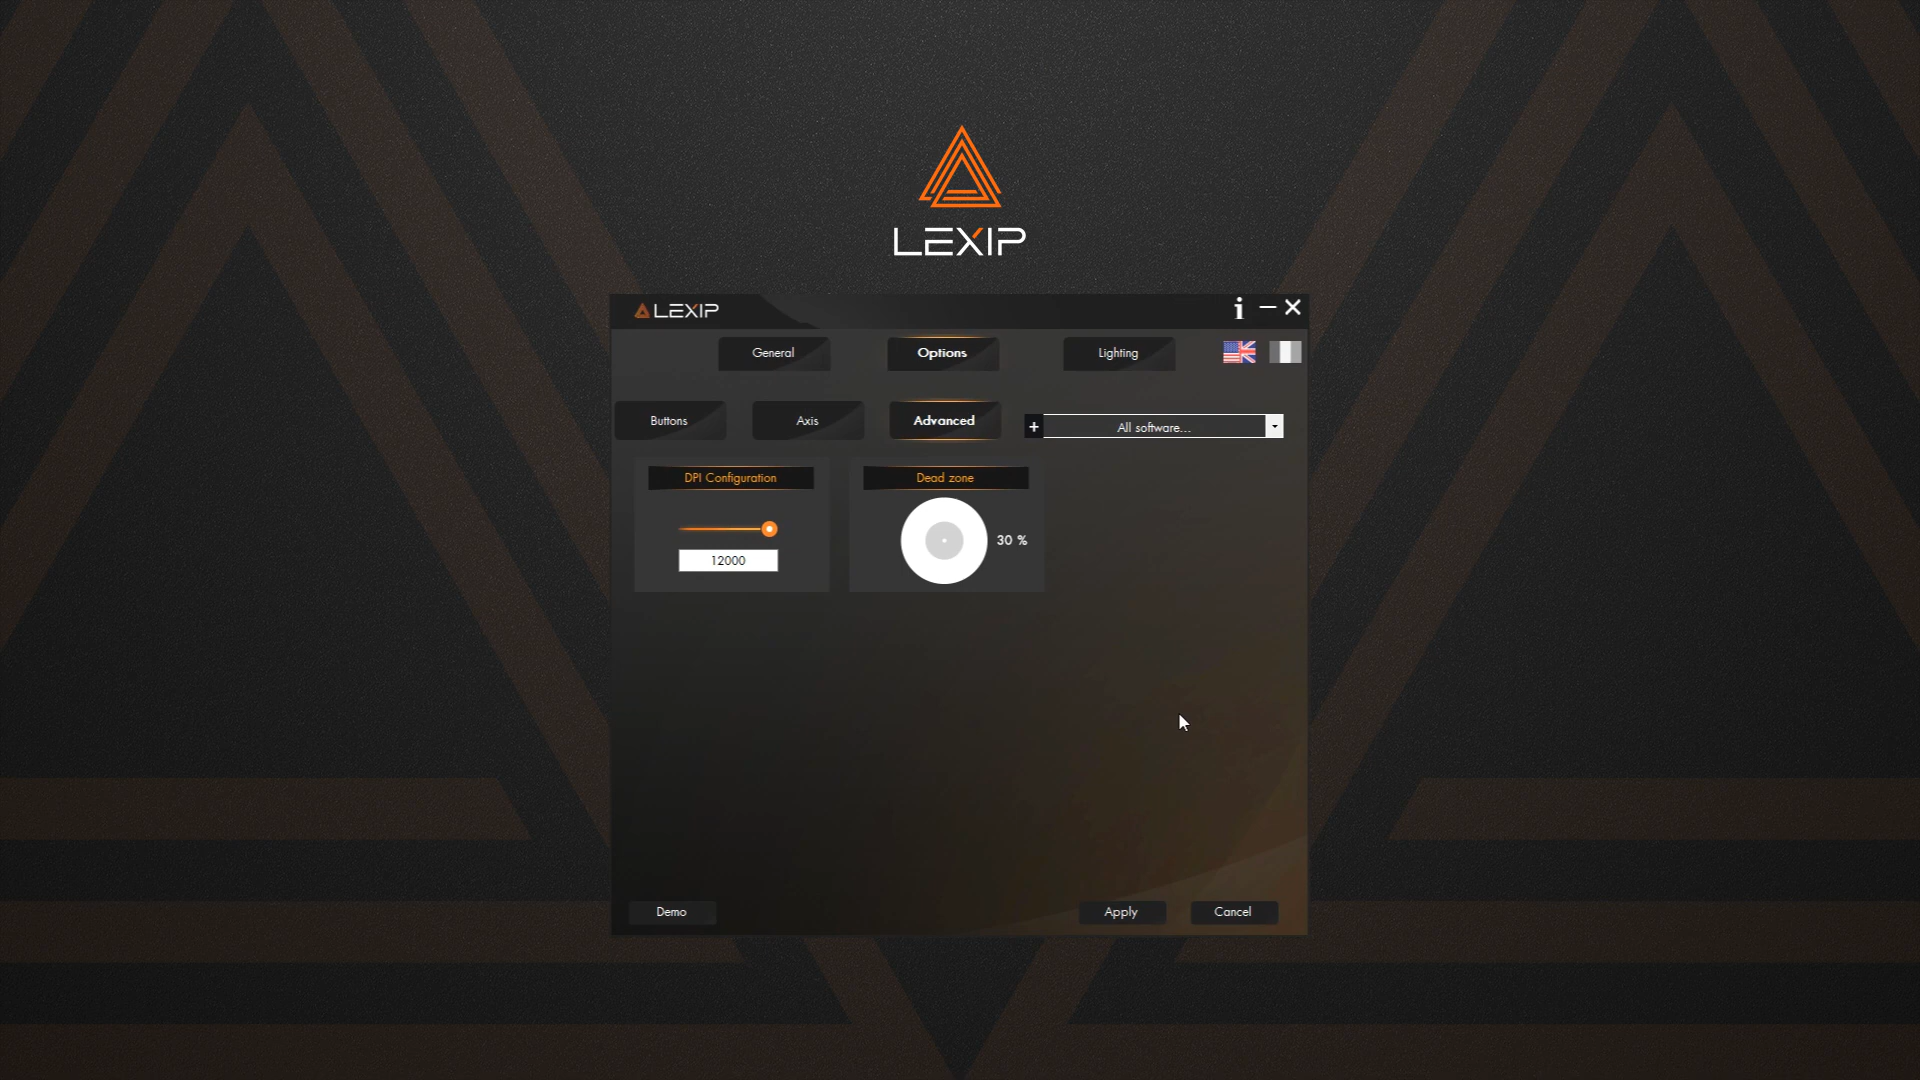 LEXIP
LEXIP
General
Options
Lighting
Buttons
Axis
Advanced
+
All software...
DPI Configuration
Dead zone
12000
30 %
Demo
Apply
Cancel